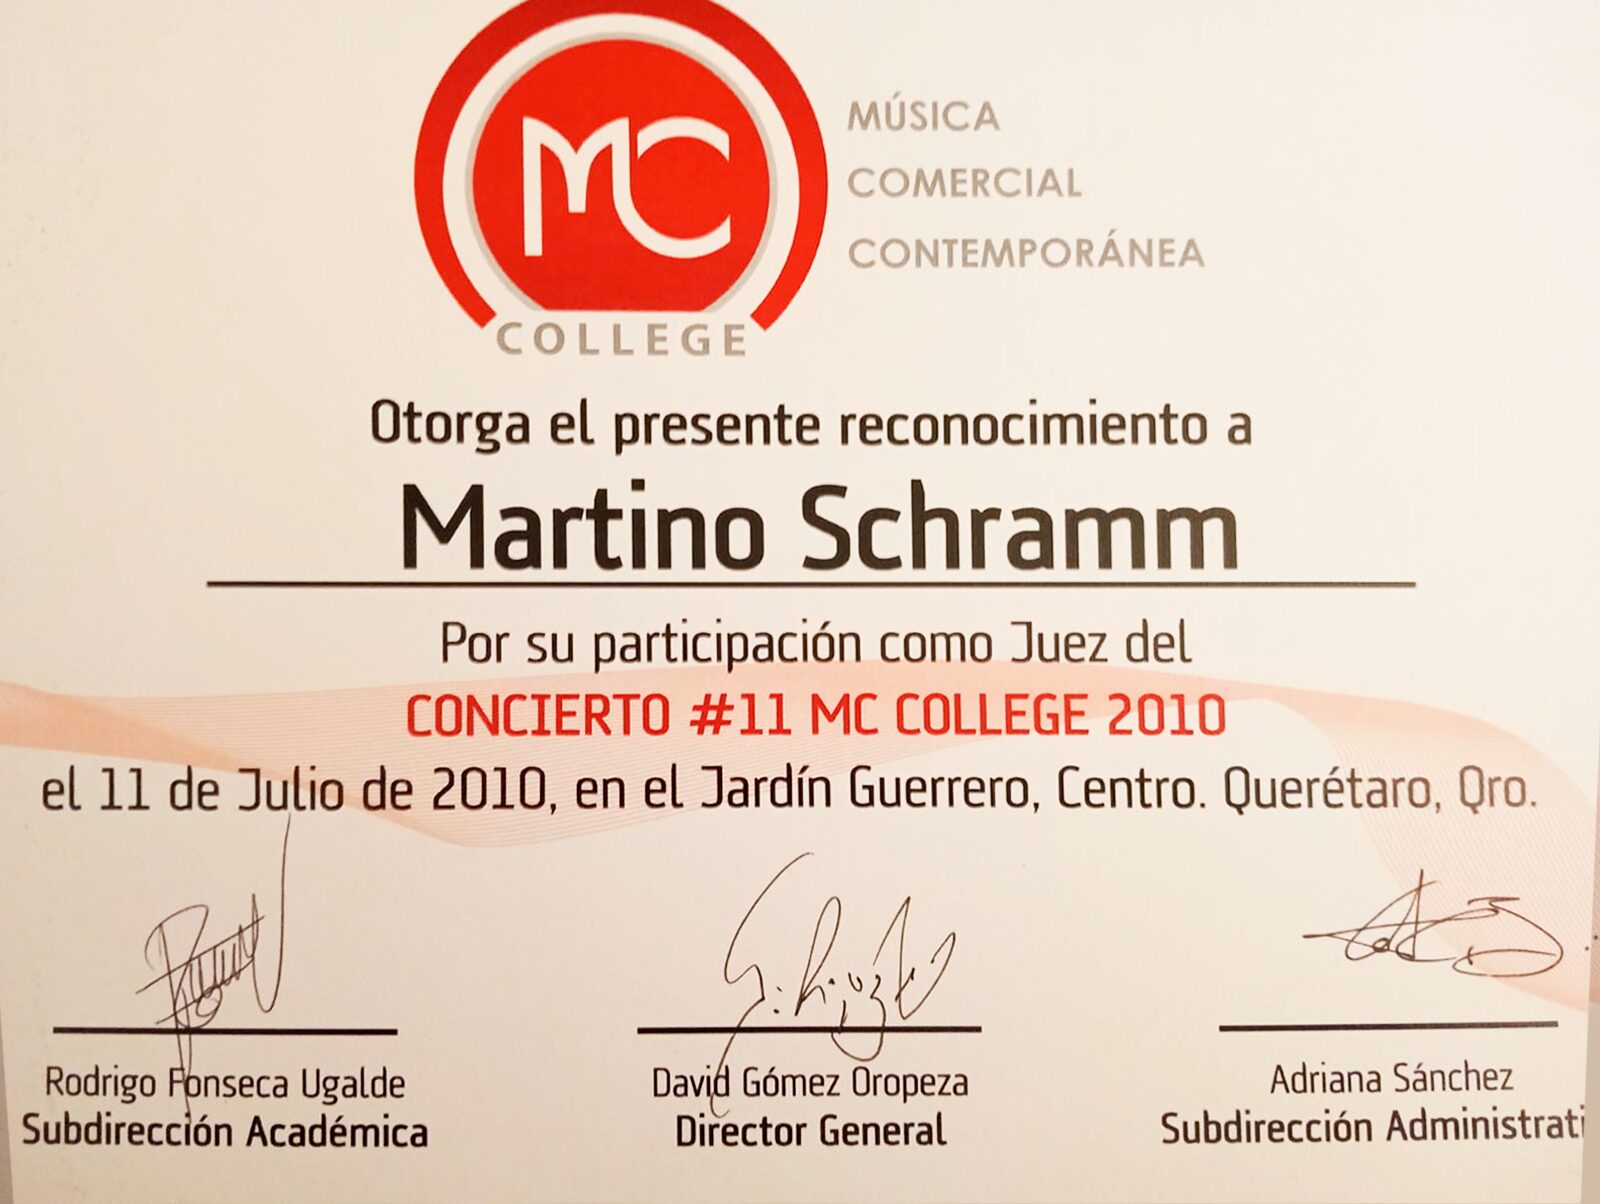 MC
MÚSICA
COMERCIAL
CONTEMPORÁNEA
COLLEGE
Otorga el presente reconocimiento a
Martino Schramm
Por su participación como Juez del
CONCIERTO #11 MC COLLEGE 2010
el 11 de Julio de 2010, en el Jardín Guerrero, Centro. Querétaro, Qro.
Rodrigo Fonseca Ugalde
Subdirección Académica
David Gómez Oropeza
Director General
Adriana Sánchez
Subdirección Administrati